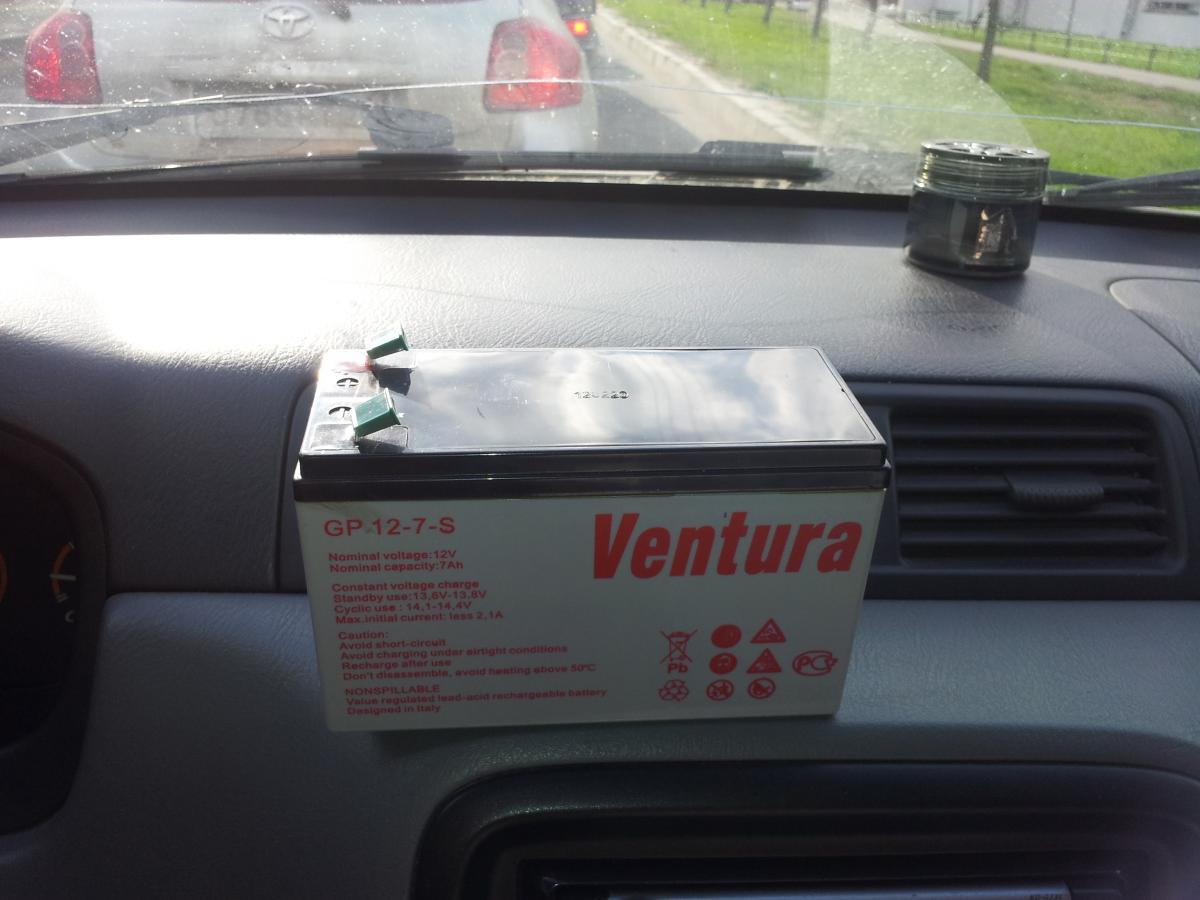 GP 12-7-S
Ventura
Nominal voltage:12V
Nominal capacity:7Ah
Constant voltage charge
Standby use:13,6V-13,8V
Cyclic use : 14,1-14,4V
Max.initial current: less 2,1A
Caution:
Avoid short-circuit
Avoid charging under airtight conditions
Recharge after use
Don't disassemble, avoid heating above 50°C
NONSPILLABLE
Value regulated lead-acid rechargeable battery
Designed in Italy
Pb